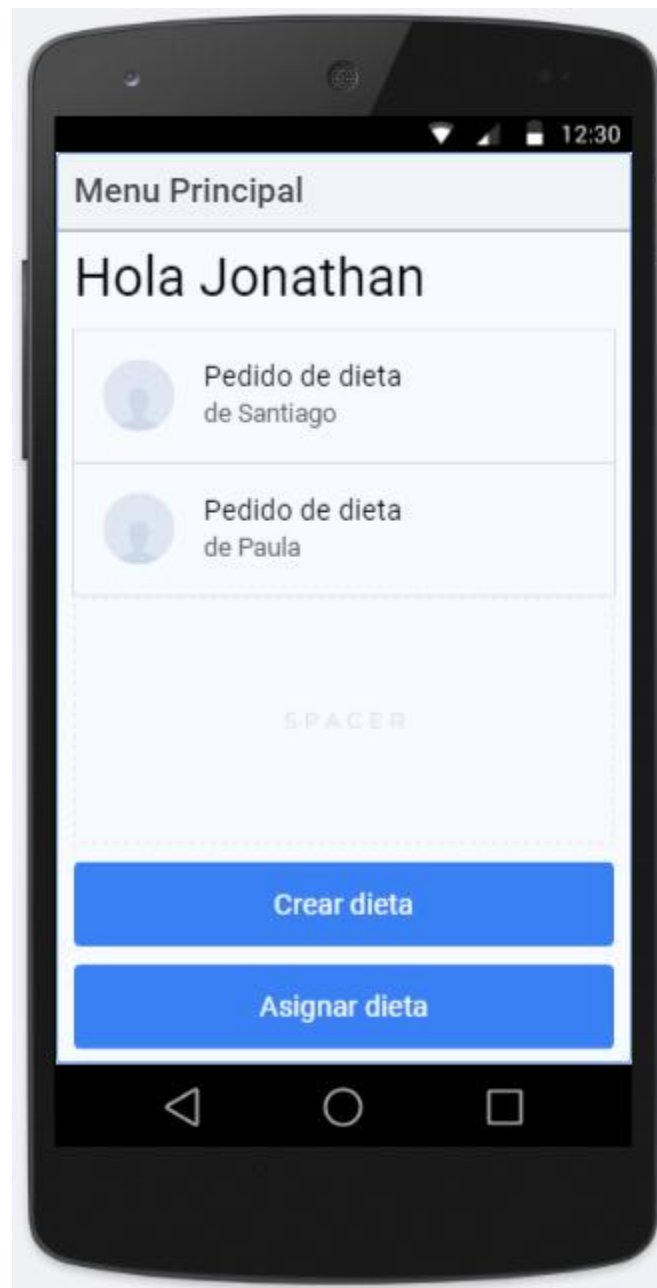 12:30
Menu Principal
Hola Jonathan
Pedido de dieta
de Santiago
Pedido de dieta
de Paula
SPACER
Crear dieta
Asignar dieta